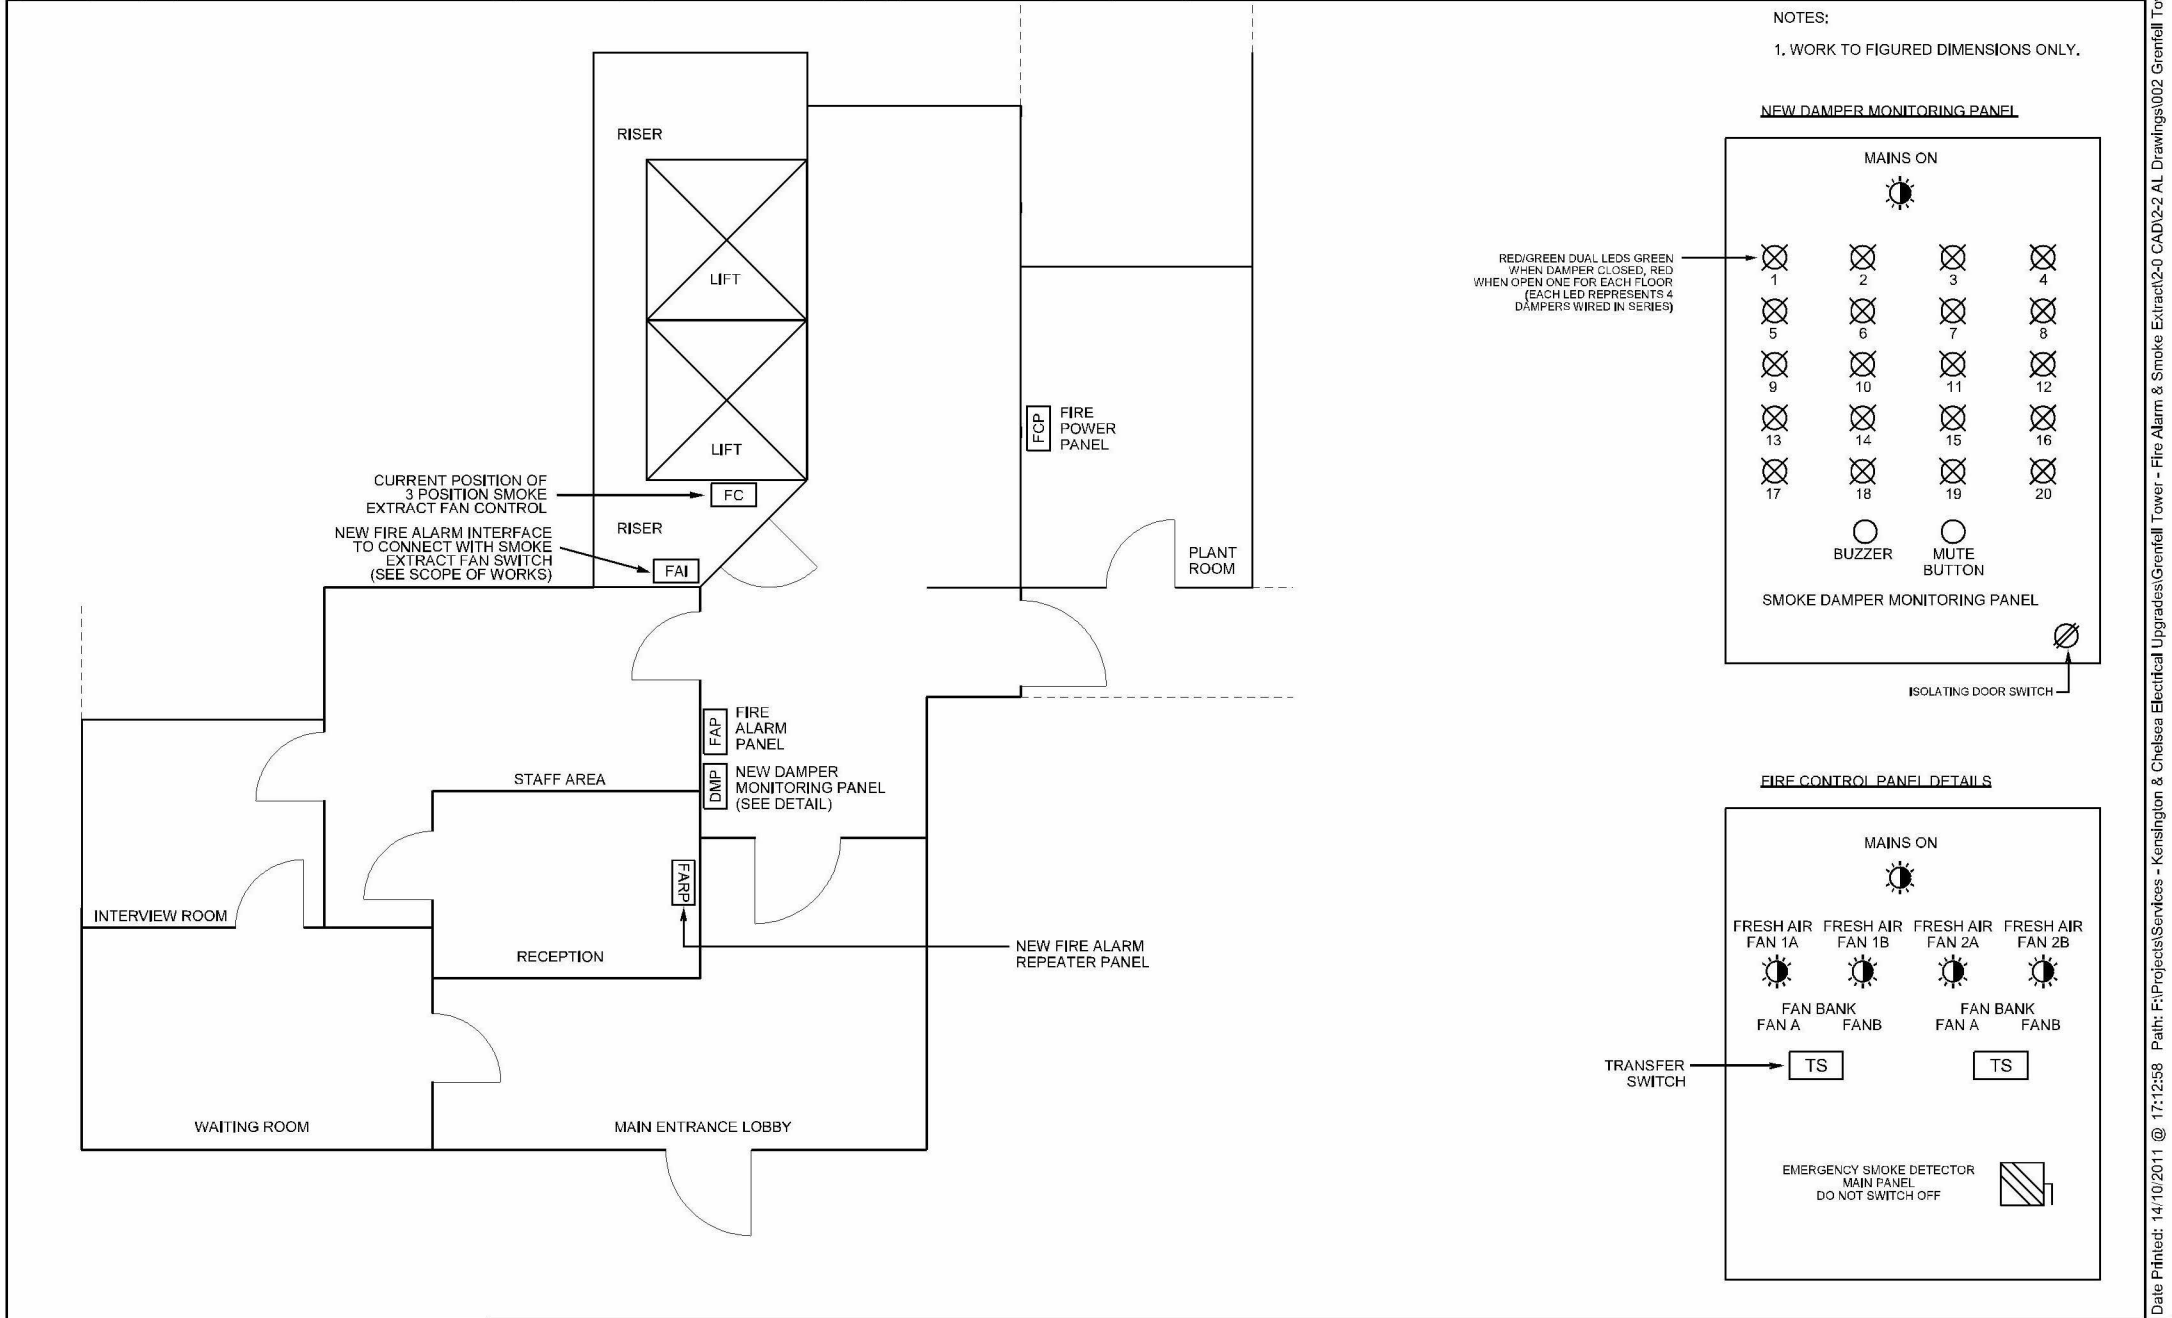 NOTES:
1. WORK TO FIGURED DIMENSIONS ONLY.
RISER
LIFT
LIFT
CURRENT POSITION OF
3 POSITION SMOKE
EXTRACT FAN CONTROL
FC
NEW FIRE ALARM INTERFACE
TO CONNECT WITH SMOKE
EXTRACT FAN SWITCH
(SEE SCOPE OF WORKS)
RISER
FAI
FCP
FIRE
POWER
PANEL
PLANT
ROOM
FAP
FIRE
ALARM
PANEL
DMP
NEW DAMPER
MONITORING PANEL
(SEE DETAIL)
STAFF AREA
FARP
INTERVIEW ROOM
RECEPTION
NEW FIRE ALARM
REPEATER PANEL
WAITING ROOM
MAIN ENTRANCE LOBBY
NEW DAMPER MONITORING PANEL
MAINS ON
RED/GREEN DUAL LEDS GREEN
WHEN DAMPER CLOSED, RED
WHEN OPEN ONE FOR EACH FLOOR
(EACH LED REPRESENTS 4
DAMPERS WIRED IN SERIES)
1 2 3 4
5 6 7 8
9 10 11 12
13 14 15 16
17 18 19 20
BUZZER
MUTE
BUTTON
SMOKE DAMPER MONITORING PANEL
ISOLATING DOOR SWITCH
FIRE CONTROL PANEL DETAILS
MAINS ON
FRESH AIR FRESH AIR FRESH AIR FRESH AIR
FAN 1A FAN 1B FAN 2A FAN 2B
FAN BANK FAN BANK
FAN A FANB FAN A FANB
TRANSFER
SWITCH
TS TS
EMERGENCY SMOKE DETECTOR
MAIN PANEL
DO NOT SWITCH OFF
Date Printed: 14/10/2011 @ 17:12:58 Path: F:\Projects\Services - Kensington & Chelsea Electrical Upgrades\Grenfell Tower - Fire Alarm & Smoke Extract\2-0 CAD\2-2 AL Drawings\002 Grenfell